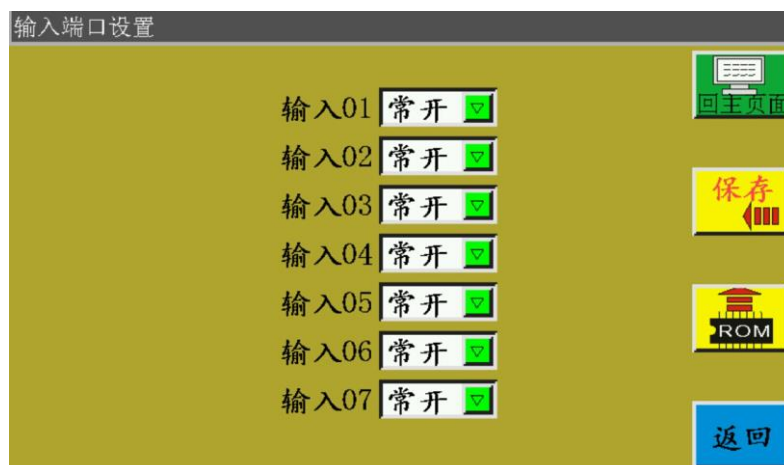 输入端口设置
回主页面
输入01 常开
输入02 常开
保存
输入03 常开
输入04 常开
输入05 常开
ROM
输入06 常开
输入07 常开
返回